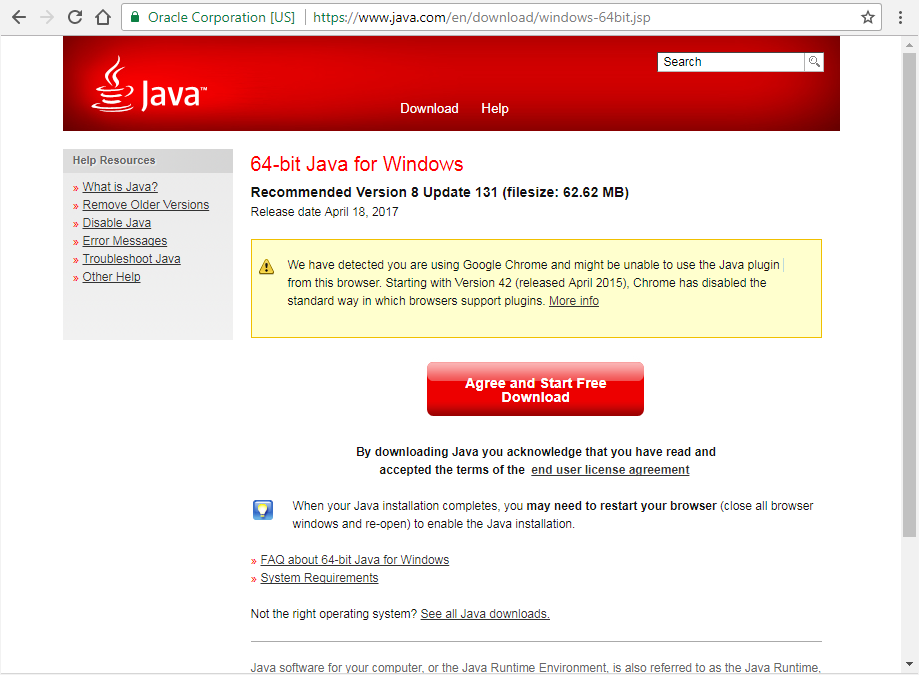 Oracle Corporation [US] https://www.java.com/en/download/windows-64bit.jsp
Java™
Search
Download Help
Help Resources
» What is Java?
» Remove Older Versions
» Disable Java
» Error Messages
» Troubleshoot Java
» Other Help
64-bit Java for Windows
Recommended Version 8 Update 131 (filesize: 62.62 MB)
Release date April 18, 2017
We have detected you are using Google Chrome and might be unable to use the Java plugin
from this browser. Starting with Version 42 (released April 2015), Chrome has disabled the
standard way in which browsers support plugins. More info
Agree and Start Free
Download
By downloading Java you acknowledge that you have read and
accepted the terms of the end user license agreement
When your Java installation completes, you may need to restart your browser (close all browser
windows and re-open) to enable the Java installation.
» FAQ about 64-bit Java for Windows
» System Requirements
Not the right operating system? See all Java downloads.
Java software for your computer, or the Java Runtime Environment, is also referred to as the Java Runtime,